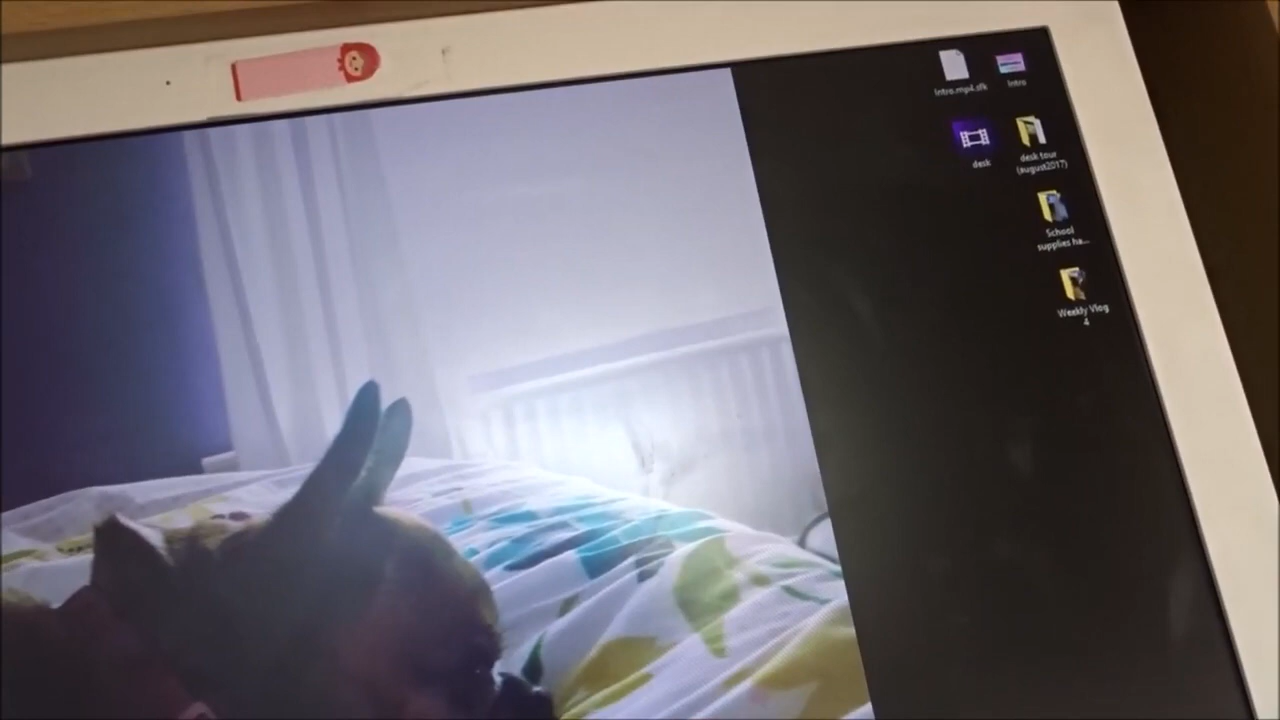 Intro.mp4.sfk
Intro
desk
desk tour
(august2017)
School
supplies ha...
Weekly Vlog
4